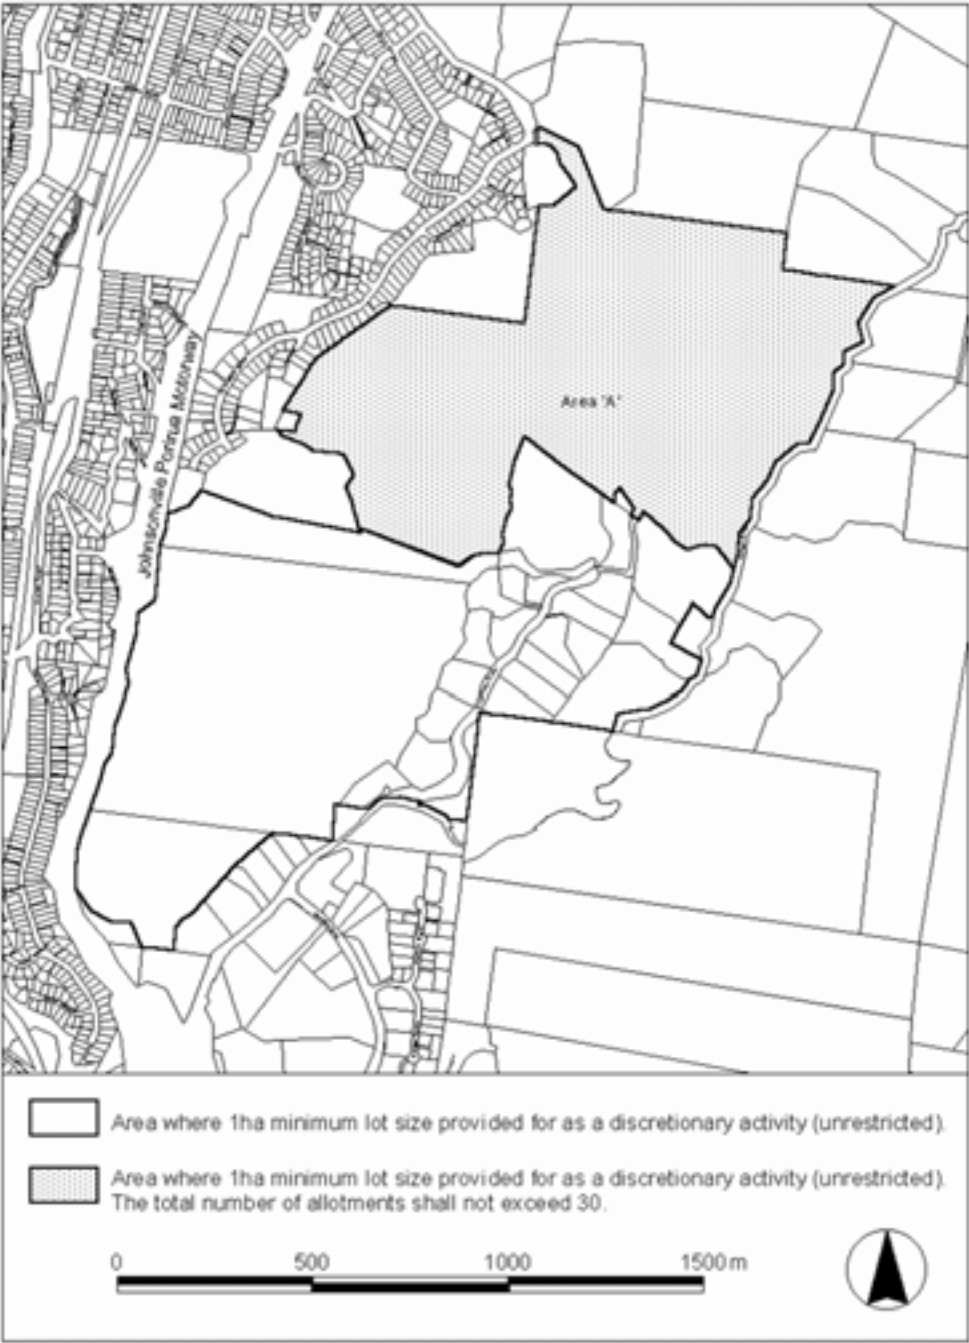 Area 'A'
Johnsonville Porirua Motorway
Area where 1ha minimum lot size provided for as a discretionary activity (unrestricted).
Area where 1ha minimum lot size provided for as a discretionary activity (unrestricted).
The total number of allotments shall not exceed 30.
0 500 1000 1500m